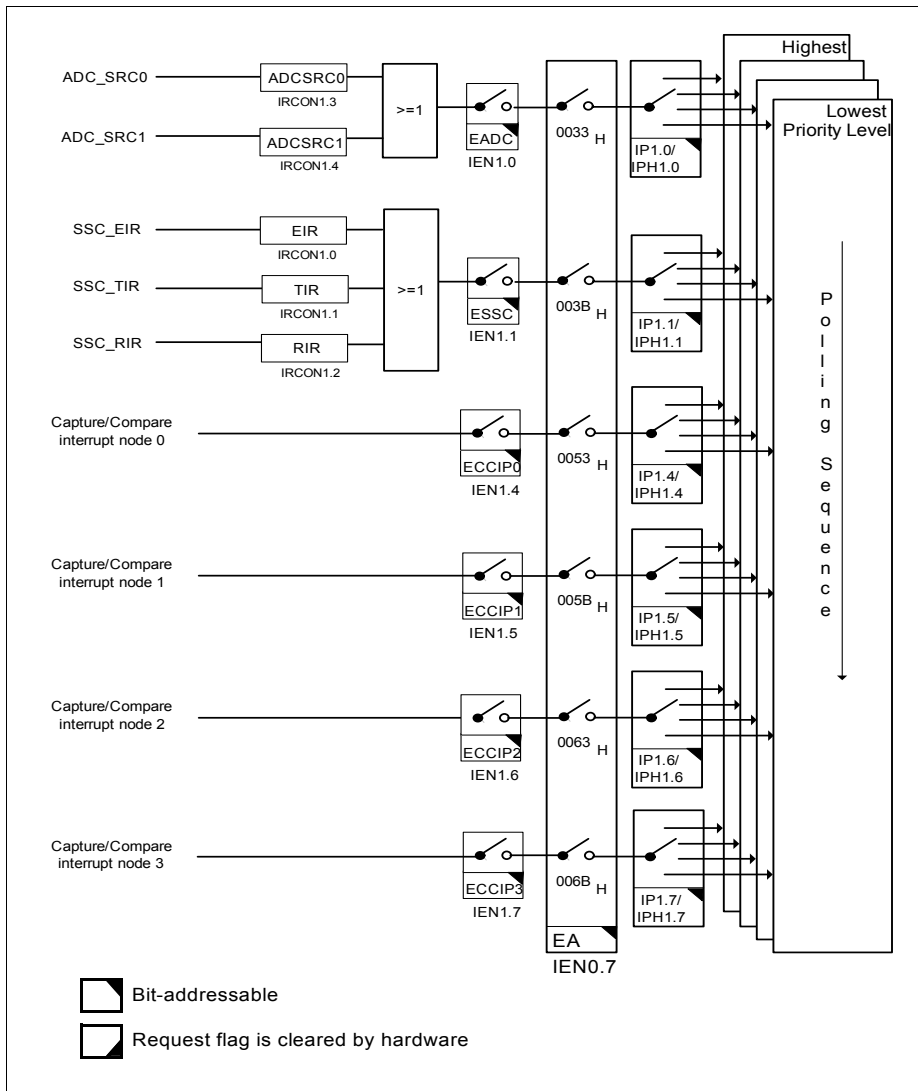 Highest
Lowest
Priority Level
ADC_SRC0
ADCSRC0
IRCON1.3
>=1
ADC_SRC1
ADCSRC1
IRCON1.4
EADC
IEN1.0
0033 H
IP1.0/
IPH1.0
SSC_EIR
EIR
IRCON1.0
SSC_TIR
TIR
IRCON1.1
>=1
SSC_RIR
RIR
IRCON1.2
ESSC
IEN1.1
003B H
IP1.1/
IPH1.1
Polling Sequence
Capture/Compare
interrupt node 0
ECCIP0
IEN1.4
0053 H
IP1.4/
IPH1.4
Capture/Compare
interrupt node 1
ECCIP1
IEN1.5
005B H
IP1.5/
IPH1.5
Capture/Compare
interrupt node 2
ECCIP2
IEN1.6
0063 H
IP1.6/
IPH1.6
Capture/Compare
interrupt node 3
ECCIP3
IEN1.7
006B H
IP1.7/
IPH1.7
EA
IEN0.7
Bit-addressable
Request flag is cleared by hardware